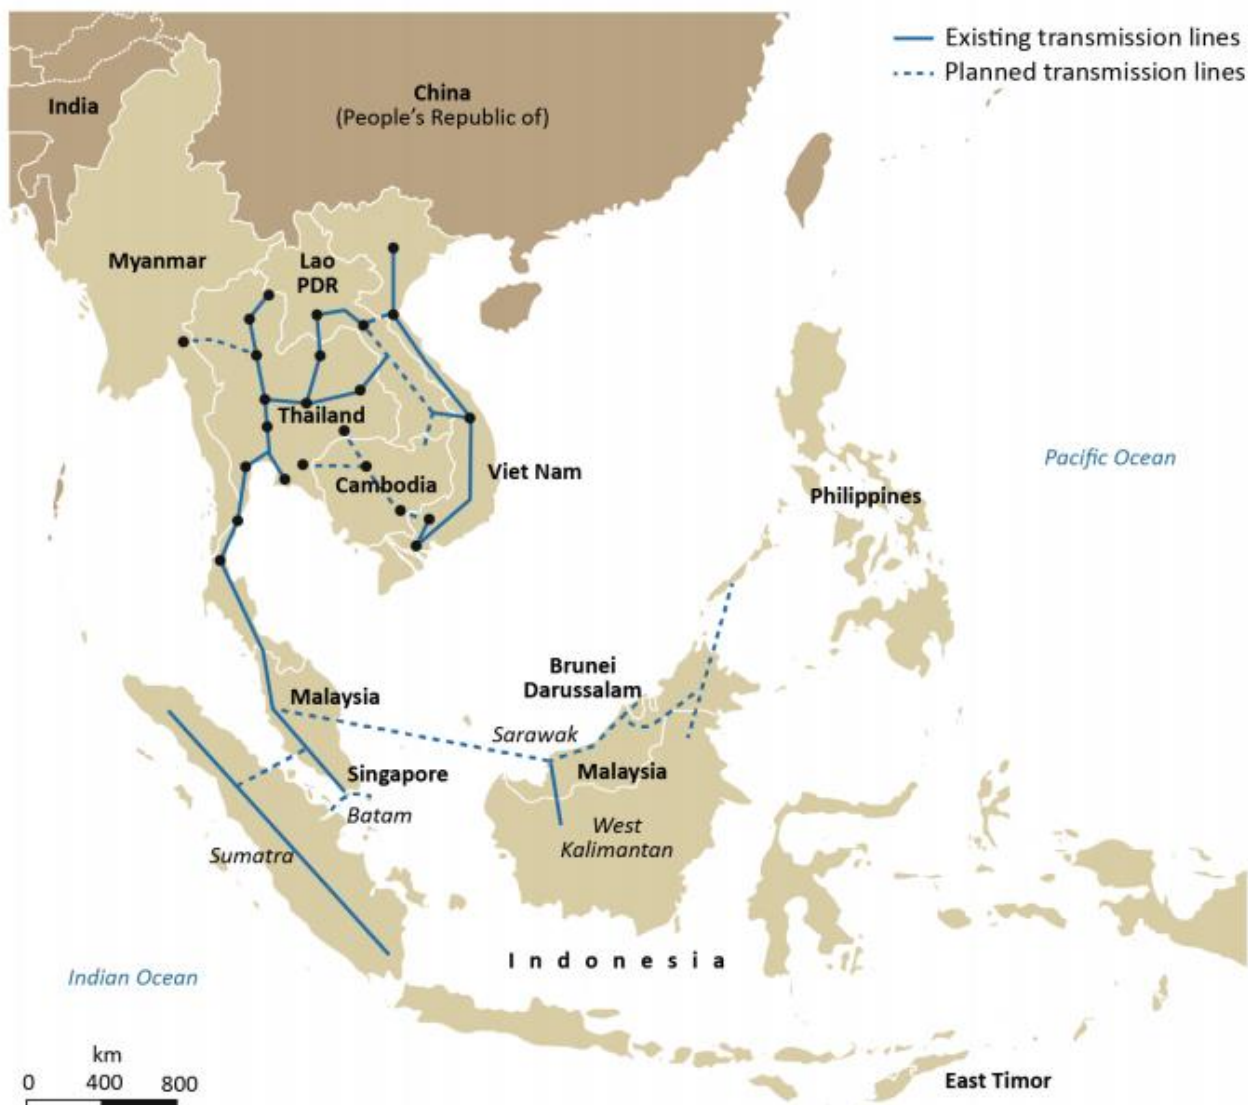 Existing transmission lines
Planned transmission lines
China
(People's Republic of)
India
Myanmar
Lao
PDR
Thailand
Cambodia
Viet Nam
Philippines
Pacific Ocean
Brunei
Darussalam
Malaysia
Sarawak
Malaysia
Singapore
Batam
West
Kalimantan
Sumatra
Indonesia
Indian Ocean
km
0 400 800
East Timor